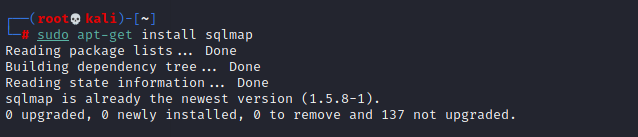 ┌──(root💀kali)-[~]
└─# sudo apt-get install sqlmap
Reading package lists... Done
Building dependency tree... Done
Reading state information... Done
sqlmap is already the newest version (1.5.8-1).
0 upgraded, 0 newly installed, 0 to remove and 137 not upgraded.